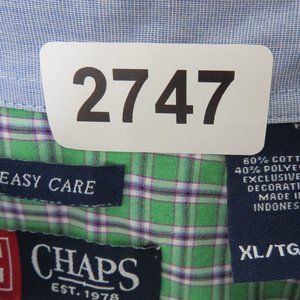 2747
EASY CARE
CHAPS
EST. 1978
60% COTT
40% POLYE
EXCLUSIVE
DECORATI
MADE IN
INDONES
XL/TG